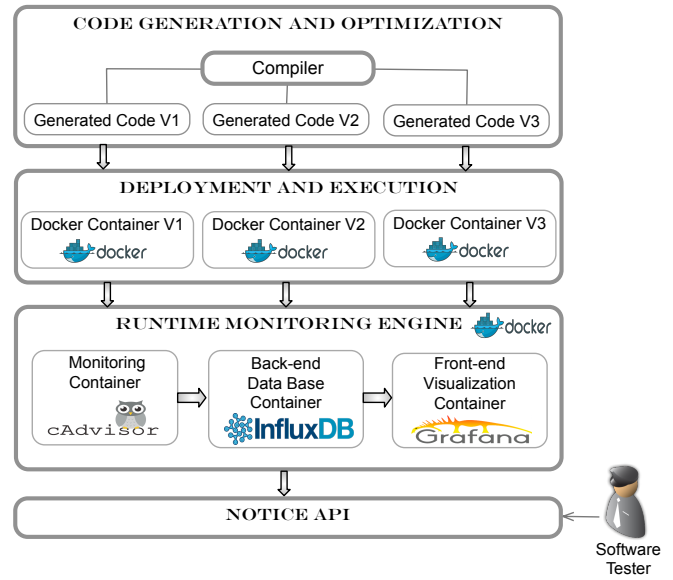 CODE GENERATION AND OPTIMIZATION
Compiler
Generated Code V1
Generated Code V2
Generated Code V3
DEPLOYMENT AND EXECUTION
Docker Container V1
docker
Docker Container V2
docker
Docker Container V3
docker
RUNTIME MONITORING ENGINE
docker
Monitoring
Container
cAdvisor
Back-end
Data Base
Container
InfluxDB
Front-end
Visualization
Container
Grafana
NOTICE API
Software
Tester